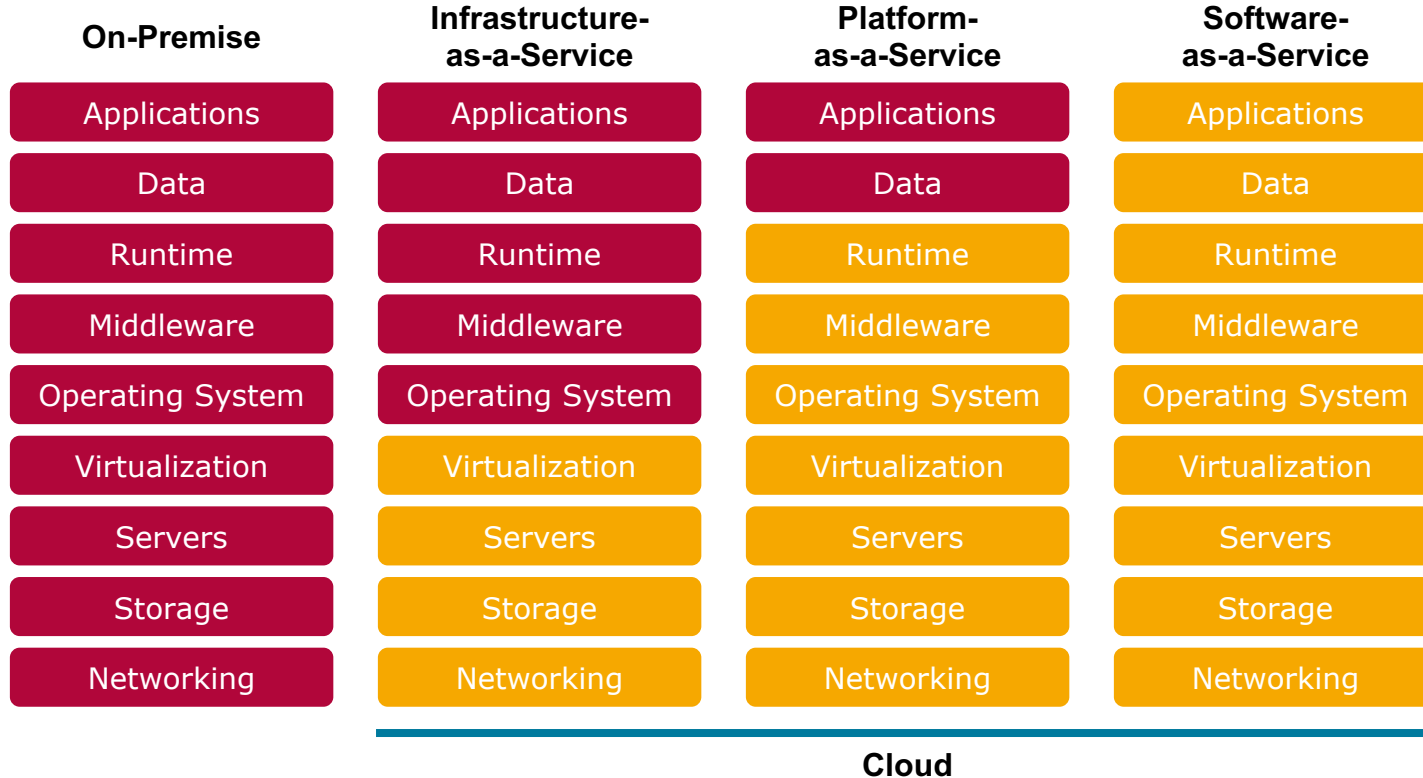 On-Premise
Infrastructure-
as-a-Service
Platform-
as-a-Service
Software-
as-a-Service
Applications
Applications
Applications
Applications
Data
Data
Data
Data
Runtime
Runtime
Runtime
Runtime
Middleware
Middleware
Middleware
Middleware
Operating System
Operating System
Operating System
Operating System
Virtualization
Virtualization
Virtualization
Virtualization
Servers
Servers
Servers
Servers
Storage
Storage
Storage
Storage
Networking
Networking
Networking
Networking
Cloud